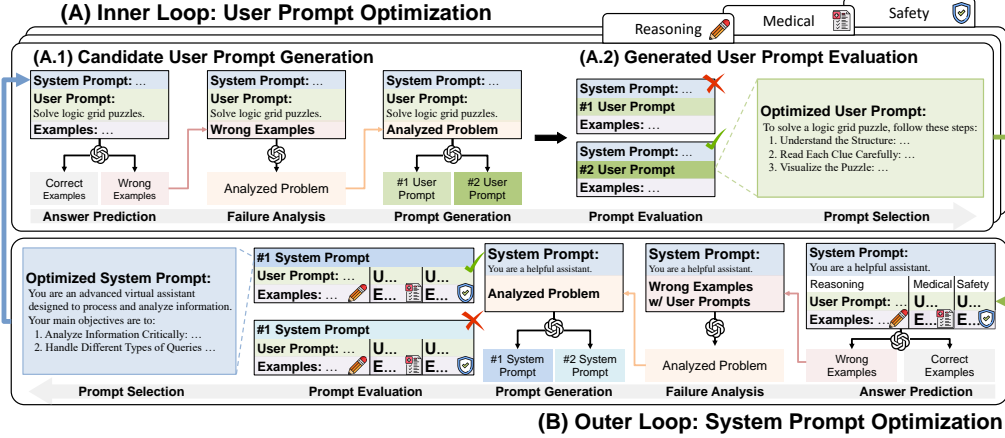 (A) Inner Loop: User Prompt Optimization
Reasoning
Medical
Safety
(A.1) Candidate User Prompt Generation
(A.2) Generated User Prompt Evaluation
System Prompt: ...
User Prompt:
Solve logic grid puzzles.
Examples: ...
Correct
Examples
Wrong
Examples
Answer Prediction
System Prompt: ...
User Prompt:
Solve logic grid puzzles.
Wrong Examples
Analyzed Problem
Failure Analysis
System Prompt: ...
User Prompt:
Solve logic grid puzzles.
Analyzed Problem
#1 User
Prompt
#2 User
Prompt
Prompt Generation
System Prompt: ...
#1 User Prompt
Examples: ...
System Prompt: ...
#2 User Prompt
Examples: ...
Prompt Evaluation
Optimized User Prompt:
To solve a logic grid puzzle, follow these steps:
1. Understand the Structure: ...
2. Read Each Clue Carefully: ...
3. Visualize the Puzzle: ...
Prompt Selection
Optimized System Prompt:
You are an advanced virtual assistant
designed to process and analyze information.
Your main objectives are to:
1. Analyze Information Critically: ...
2. Handle Different Types of Queries ...
Prompt Selection
#1 System Prompt
User Prompt: ... U... U...
Examples: ... E... E...
#1 System Prompt
User Prompt: ... U... U...
Examples: ... E... E...
Prompt Evaluation
System Prompt:
You are a helpful assistant.
Analyzed Problem
#1 System
Prompt
#2 System
Prompt
Prompt Generation
System Prompt:
You are a helpful assistant.
Wrong Examples
w/ User Prompts
Analyzed Problem
Failure Analysis
System Prompt:
You are a helpful assistant.
Reasoning Medical Safety
User Prompt: ... U... U...
Examples: ... E... E...
Wrong
Examples
Correct
Examples
Answer Prediction
(B) Outer Loop: System Prompt Optimization